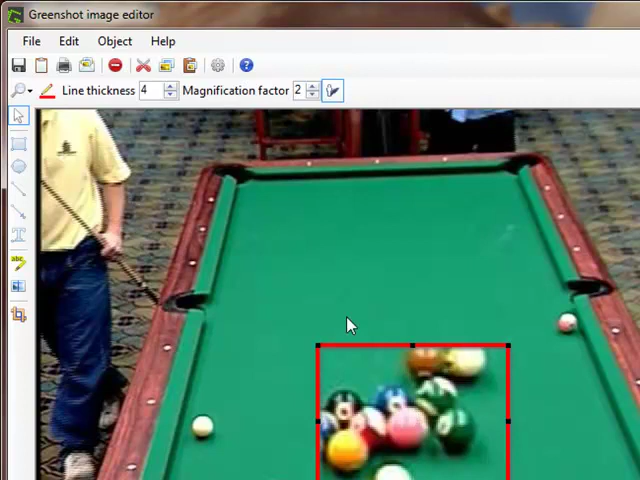 Greenshot image editor
File Edit Object Help
Line thickness 4 Magnification factor 2